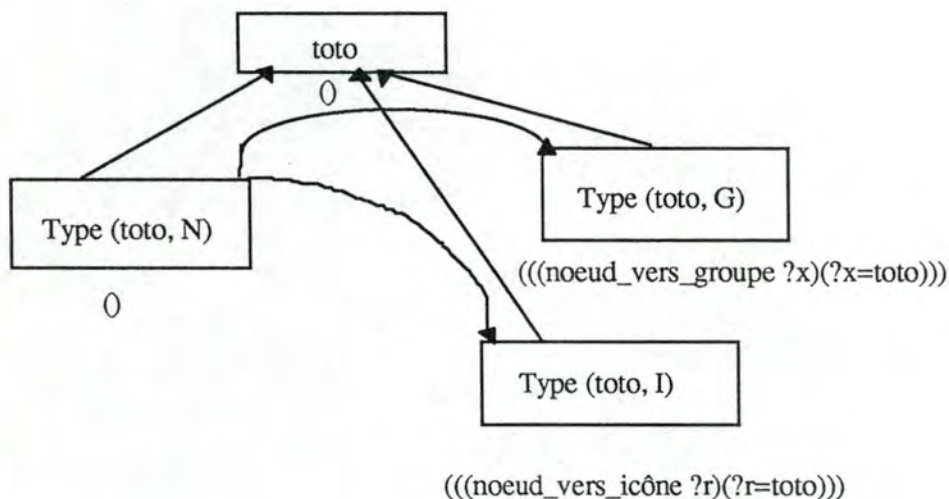 toto
()
Type (toto, G)
Type (toto, N)
(((noeud_vers_groupe ?x)(?x=toto)))
()
Type (toto, I)
(((noeud_vers_icône ?r)(?r=toto)))